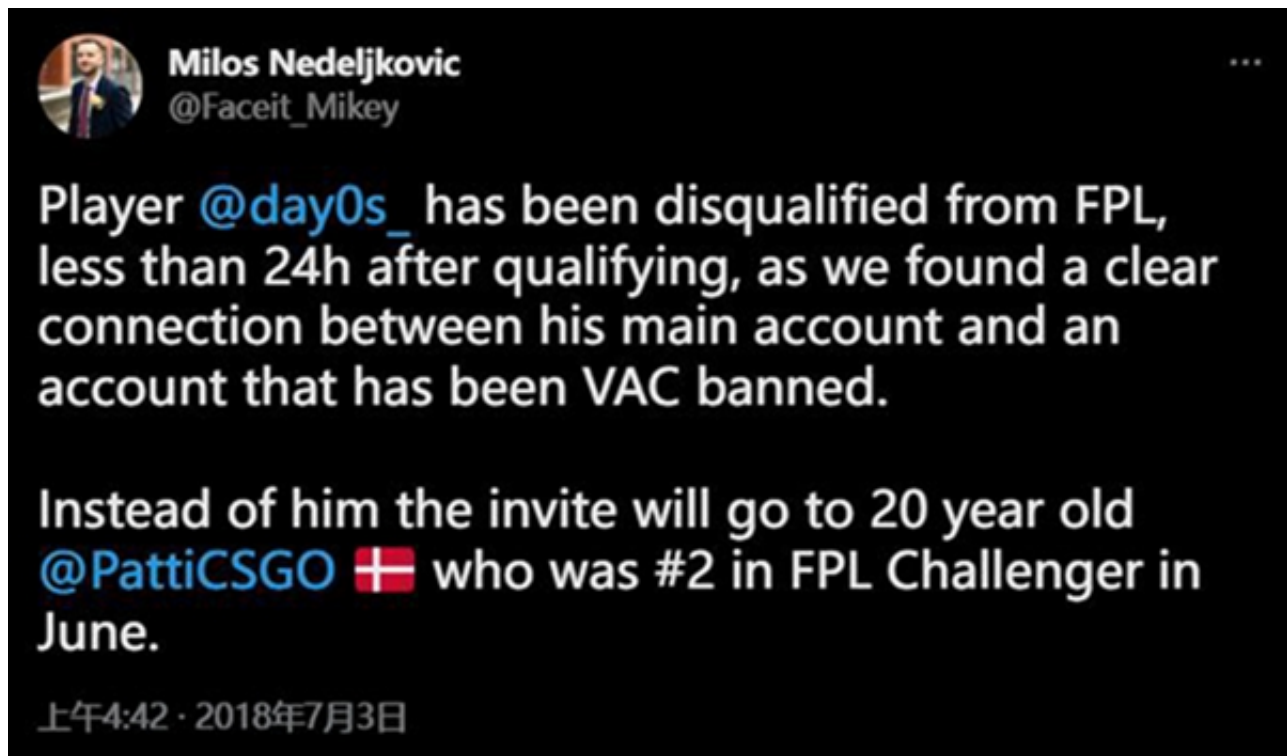 Milos Nedeljkovic
@Faceit_Mikey
Player @day0s_ has been disqualified from FPL,
less than 24h after qualifying, as we found a clear
connection between his main account and an
account that has been VAC banned.
Instead of him the invite will go to 20 year old
@PattiCSGO 🇩🇰 who was #2 in FPL Challenger in
June.
上午4:42 · 2018年7月3日